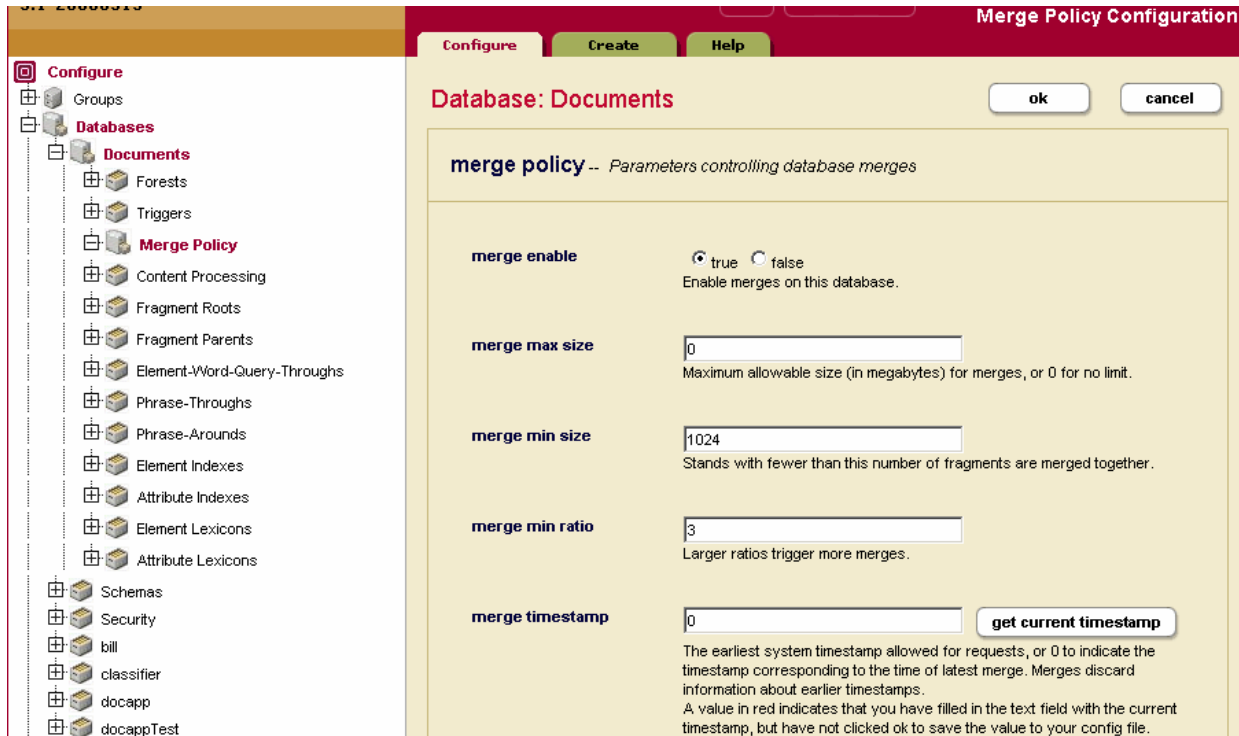 Merge Policy Configuration
Configure
Create
Help
Configure
Groups
Databases
Documents
Forests
Triggers
Merge Policy
Content Processing
Fragment Roots
Fragment Parents
Element-Word-Query-Throughs
Phrase-Throughs
Phrase-Arounds
Element Indexes
Attribute Indexes
Element Lexicons
Attribute Lexicons
Schemas
Security
bill
classifier
docapp
docappTest
Database: Documents
ok
cancel
merge policy -- Parameters controlling database merges
merge enable
true false
Enable merges on this database.
merge max size
0
Maximum allowable size (in megabytes) for merges, or 0 for no limit.
merge min size
1024
Stands with fewer than this number of fragments are merged together.
merge min ratio
3
Larger ratios trigger more merges.
merge timestamp
0
get current timestamp
The earliest system timestamp allowed for requests, or 0 to indicate the
timestamp corresponding to the time of latest merge. Merges discard
information about earlier timestamps.
A value in red indicates that you have filled in the text field with the current
timestamp, but have not clicked ok to save the value to your config file.